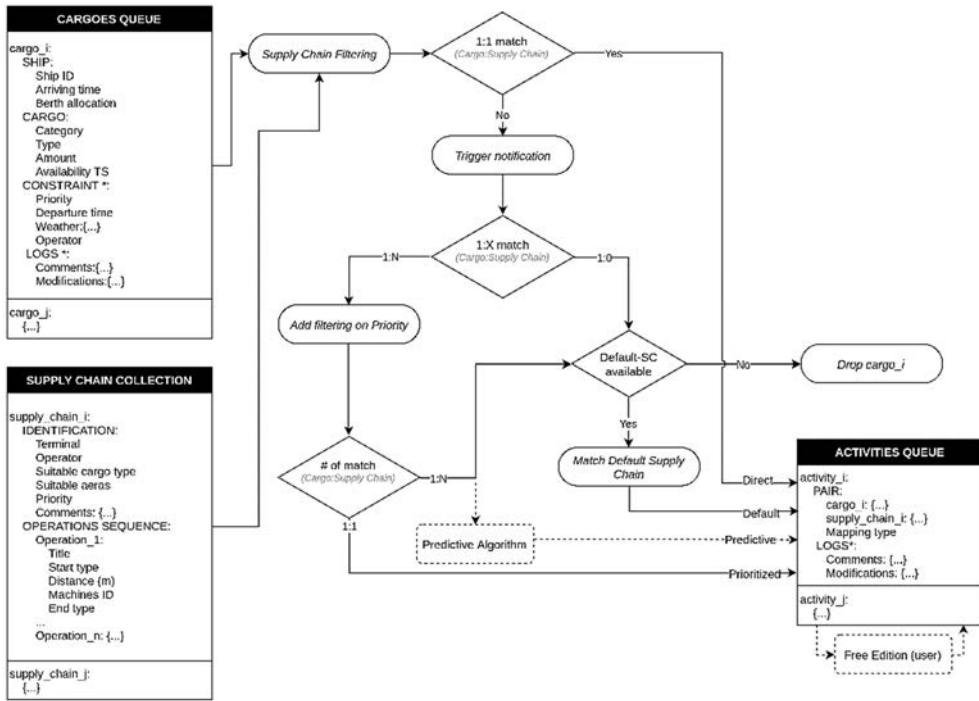 CARGOES QUEUE
cargo_i:
SHIP:
Ship ID
Arriving time
Berth allocation
CARGO:
Category
Type
Amount
Availability TS
CONSTRAINT *:
Priority
Departure time
Weather:{...}
Operator
LOGS *:
Comments:{...}
Modifications:{...}
cargo_j:
{...}
SUPPLY CHAIN COLLECTION
supply_chain_i:
IDENTIFICATION:
Terminal
Operator
Suitable cargo type
Suitable aeras
Priority
Comments: {...}
OPERATIONS SEQUENCE:
Operation_1:
Title
Start type
Distance (m)
Machines ID
End type
...
Operation_n: {...}
supply_chain_j:
{...}
Supply Chain Filtering
1:1 match
(Cargo:Supply Chain)
Yes
No
Trigger notification
1:X match
(Cargo:Supply Chain)
1:N
1:0
Add filtering on Priority
Default-SC
available
No
Drop cargo_i
Yes
Match Default Supply
Chain
# of match
(Cargo:Supply Chain)
1:N
1:1
Predictive Algorithm
Direct
Default
Predictive
Prioritized
ACTIVITIES QUEUE
activity_i:
PAIR:
cargo_i: {...}
supply_chain_i: {...}
Mapping type
LOGS*:
Comments: {...}
Modifications: {...}
activity_j:
{...}
Free Edition (user)